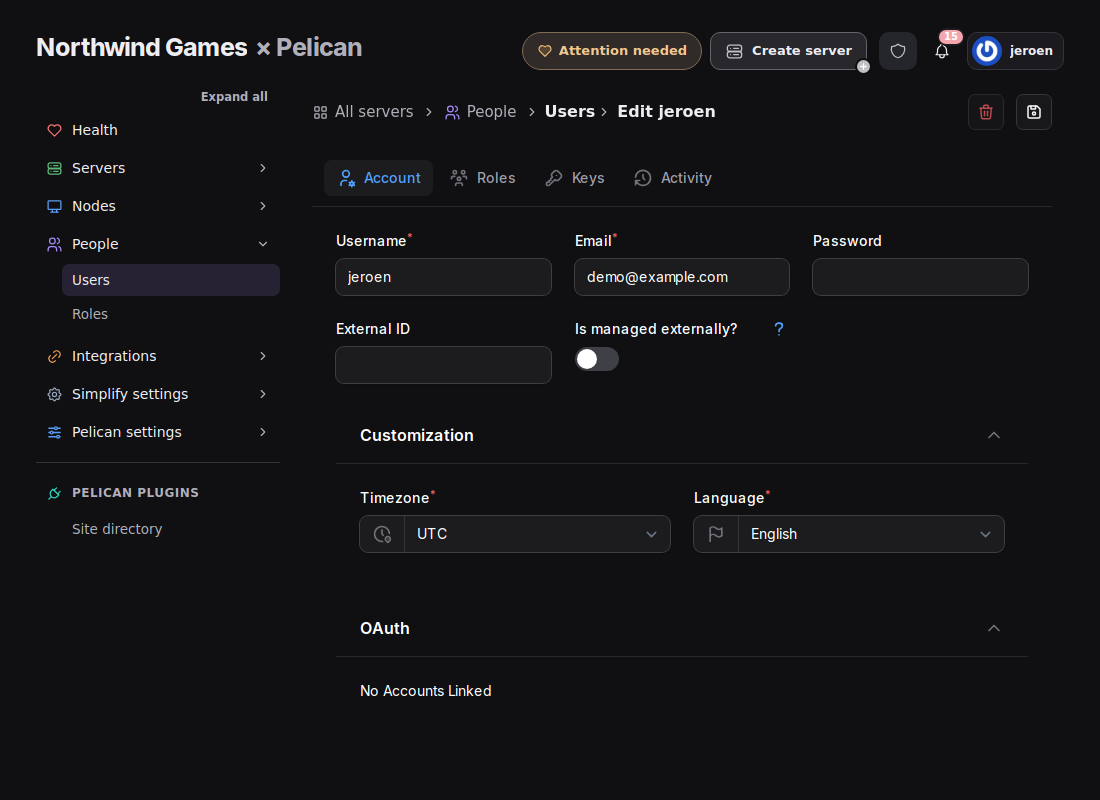 Northwind Games × Pelican
Attention needed
Create server
15
jeroen
Expand all
Health
Servers
Nodes
People
Users
Roles
Integrations
Simplify settings
Pelican settings
PELICAN PLUGINS
Site directory
All servers > People > Users > Edit jeroen
Account Roles Keys Activity
Username* Email* Password
jeroen demo@example.com
External ID Is managed externally? ?
Customization
Timezone* Language*
UTC English
OAuth
No Accounts Linked